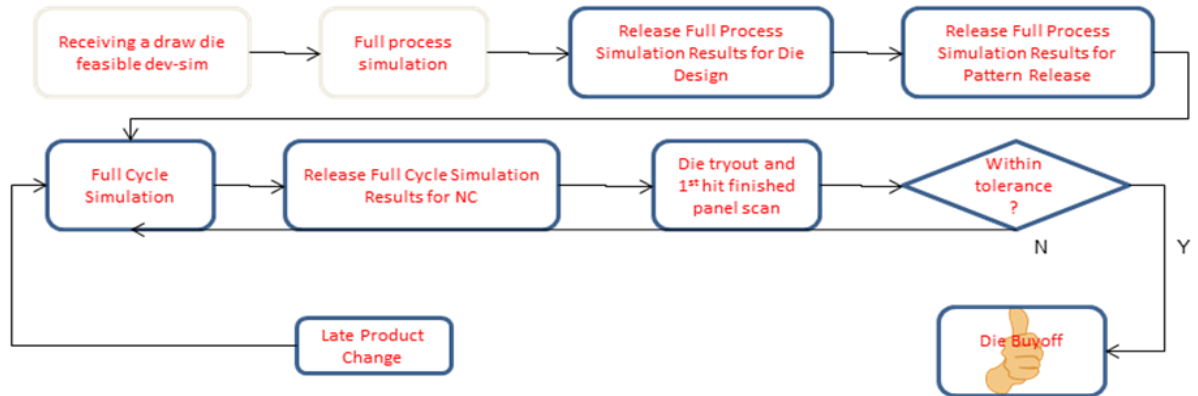 Receiving a draw die
feasible dev-sim
Full process
simulation
Release Full Process
Simulation Results for Die
Design
Release Full Process
Simulation Results for
Pattern Release
Full Cycle
Simulation
Release Full Cycle Simulation
Results for NC
Die tryout and
1st hit finished
panel scan
Within
tolerance
?
N
Y
Late Product
Change
Die Buyoff